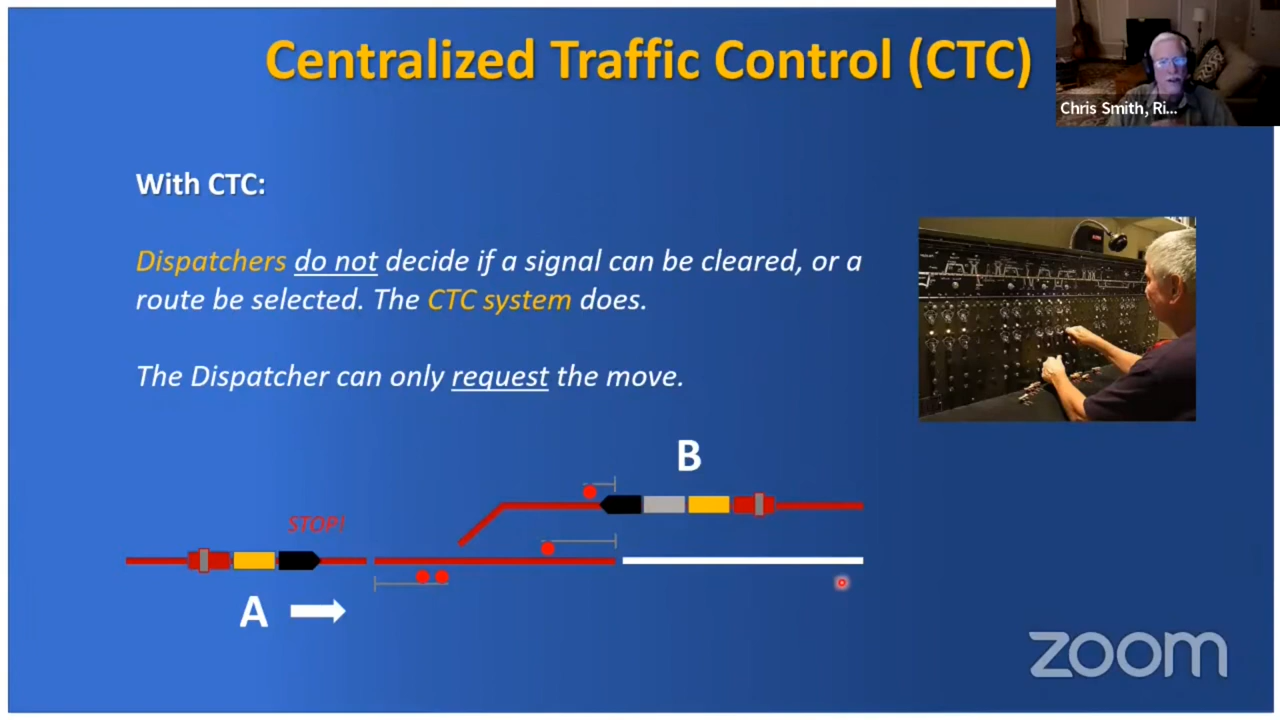 Centralized Traffic Control (CTC)
Chris Smith, Ri...
With CTC:
Dispatchers do not decide if a signal can be cleared, or a
route be selected. The CTC system does.
The Dispatcher can only request the move.
B
STOP!
A
zoom